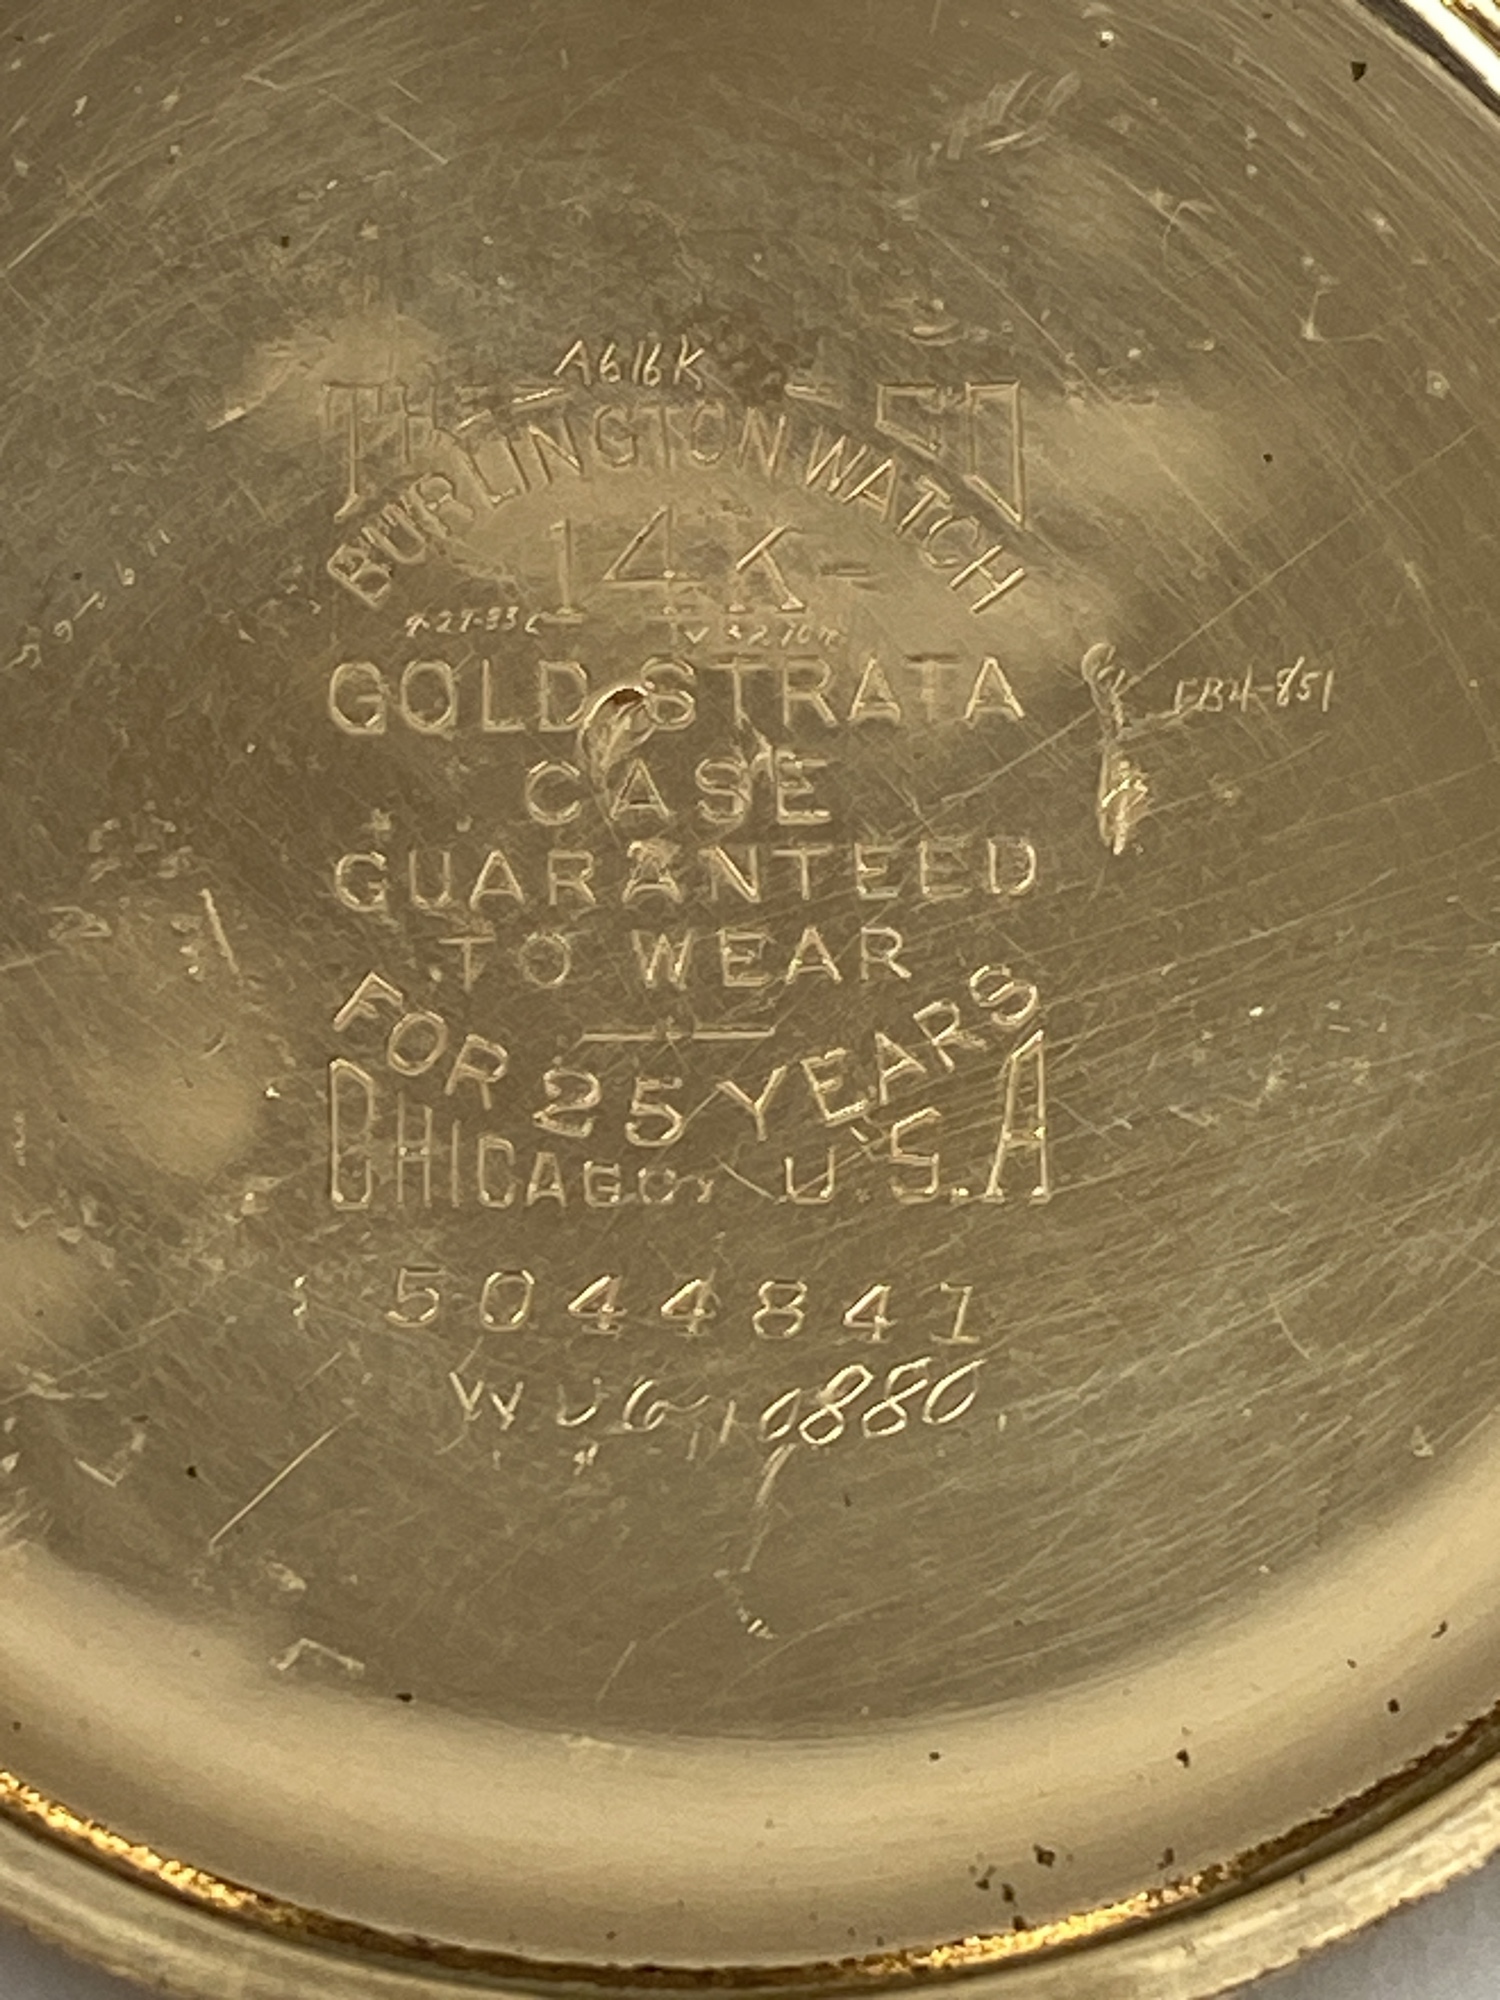 A616K
THE CO
BURLINGTON WATCH
14K-
GOLD STRATA
CASE
GUARANTEED
TO WEAR
FOR 25 YEARS
CHICAGO, U.S.A
5044841